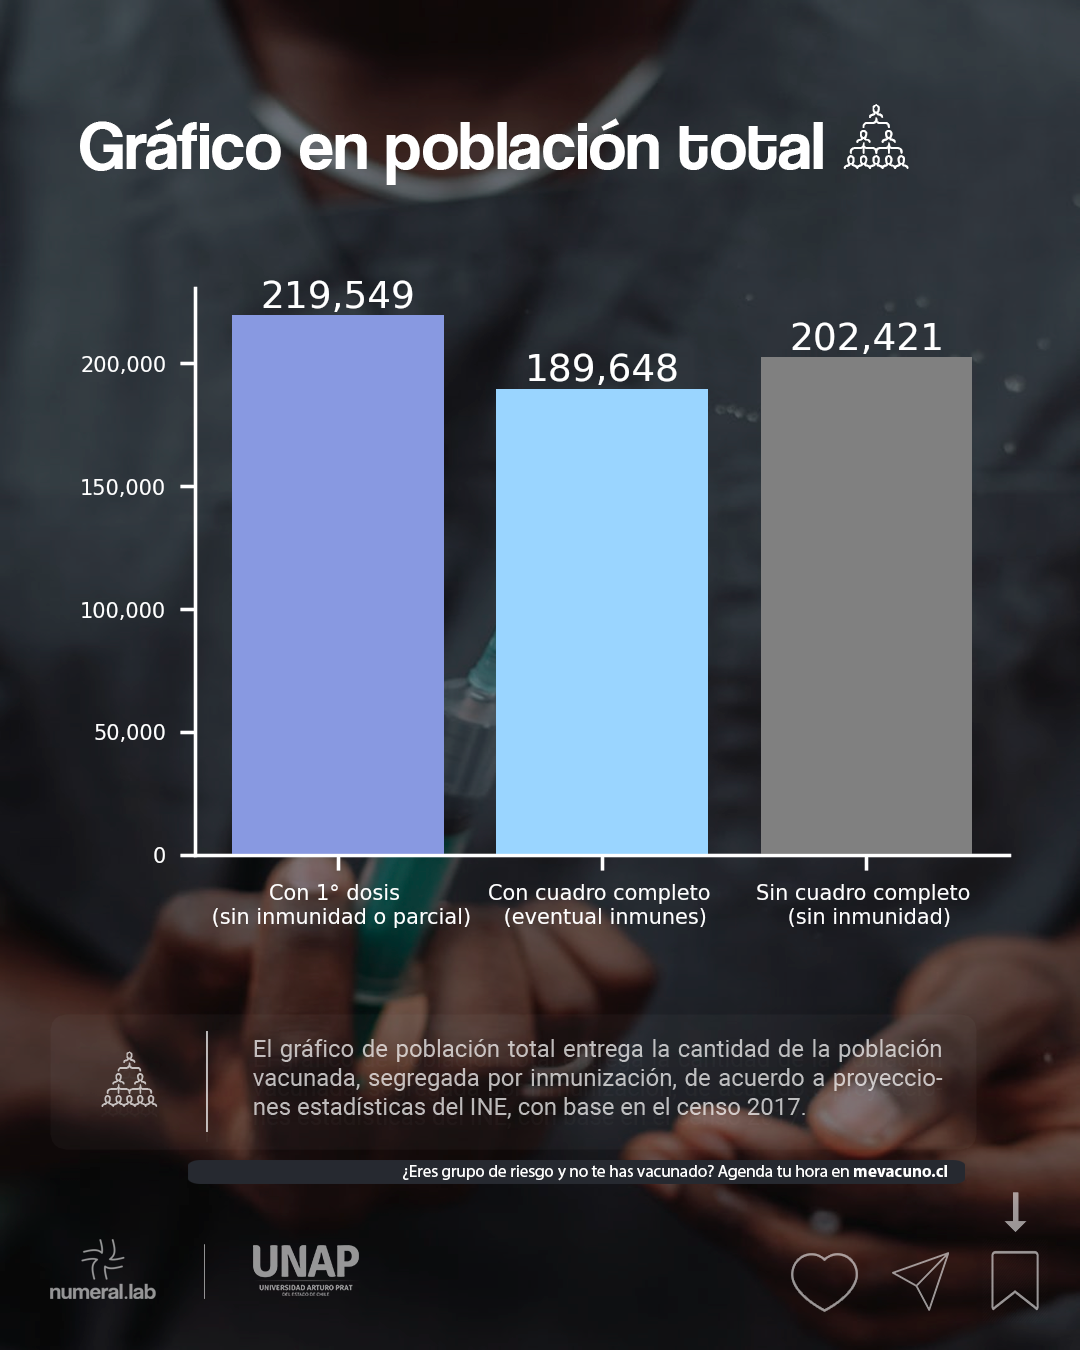 Gráfico en población total
219,549
189,648
202,421
200,000
150,000
100,000
50,000
0
Con 1° dosis
(sin inmunidad o parcial)
Con cuadro completo
(eventual inmunes)
Sin cuadro completo
(sin inmunidad)
El gráfico de población total entrega la cantidad de la población
vacunada, segregada por inmunización, de acuerdo a proyeccio-
nes estadísticas del INE, con base en el censo 2017.
¿Eres grupo de riesgo y no te has vacunado? Agenda tu hora en mevacuno.cl
numeral.lab
UNAP
UNIVERSIDAD ARTURO PRAT
DEL ESTADO DE CHILE